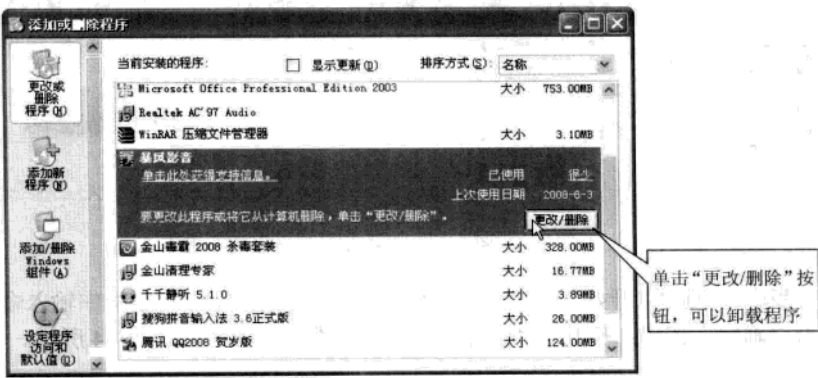 添加或删除程序
当前安装的程序: 显示更新(D) 排序方式(S): 名称
更改或
删除
程序(H)
添加新
程序(N)
添加/删除
Windows
组件(A)
设定程序
访问和
默认值(O)
Microsoft Office Professional Edition 2003 大小 753.00MB
Realtek AC'97 Audio
WinRAR 压缩文件管理器 大小 3.10MB
暴风影音
单击此处获得支持信息。 已使用 很少
上次使用日期 2008-6-3
要更改此程序或将它从计算机删除,单击“更改/删除”。 更改/删除
金山毒霸 2008 杀毒套装 大小 328.00MB
金山清理专家 大小 16.77MB
千千静听 5.1.0 大小 3.89MB
搜狗拼音输入法 3.6正式版 大小 26.00MB
腾讯 QQ2008 贺岁版 大小 124.00MB
单击“更改/删除”按
钮，可以卸载程序